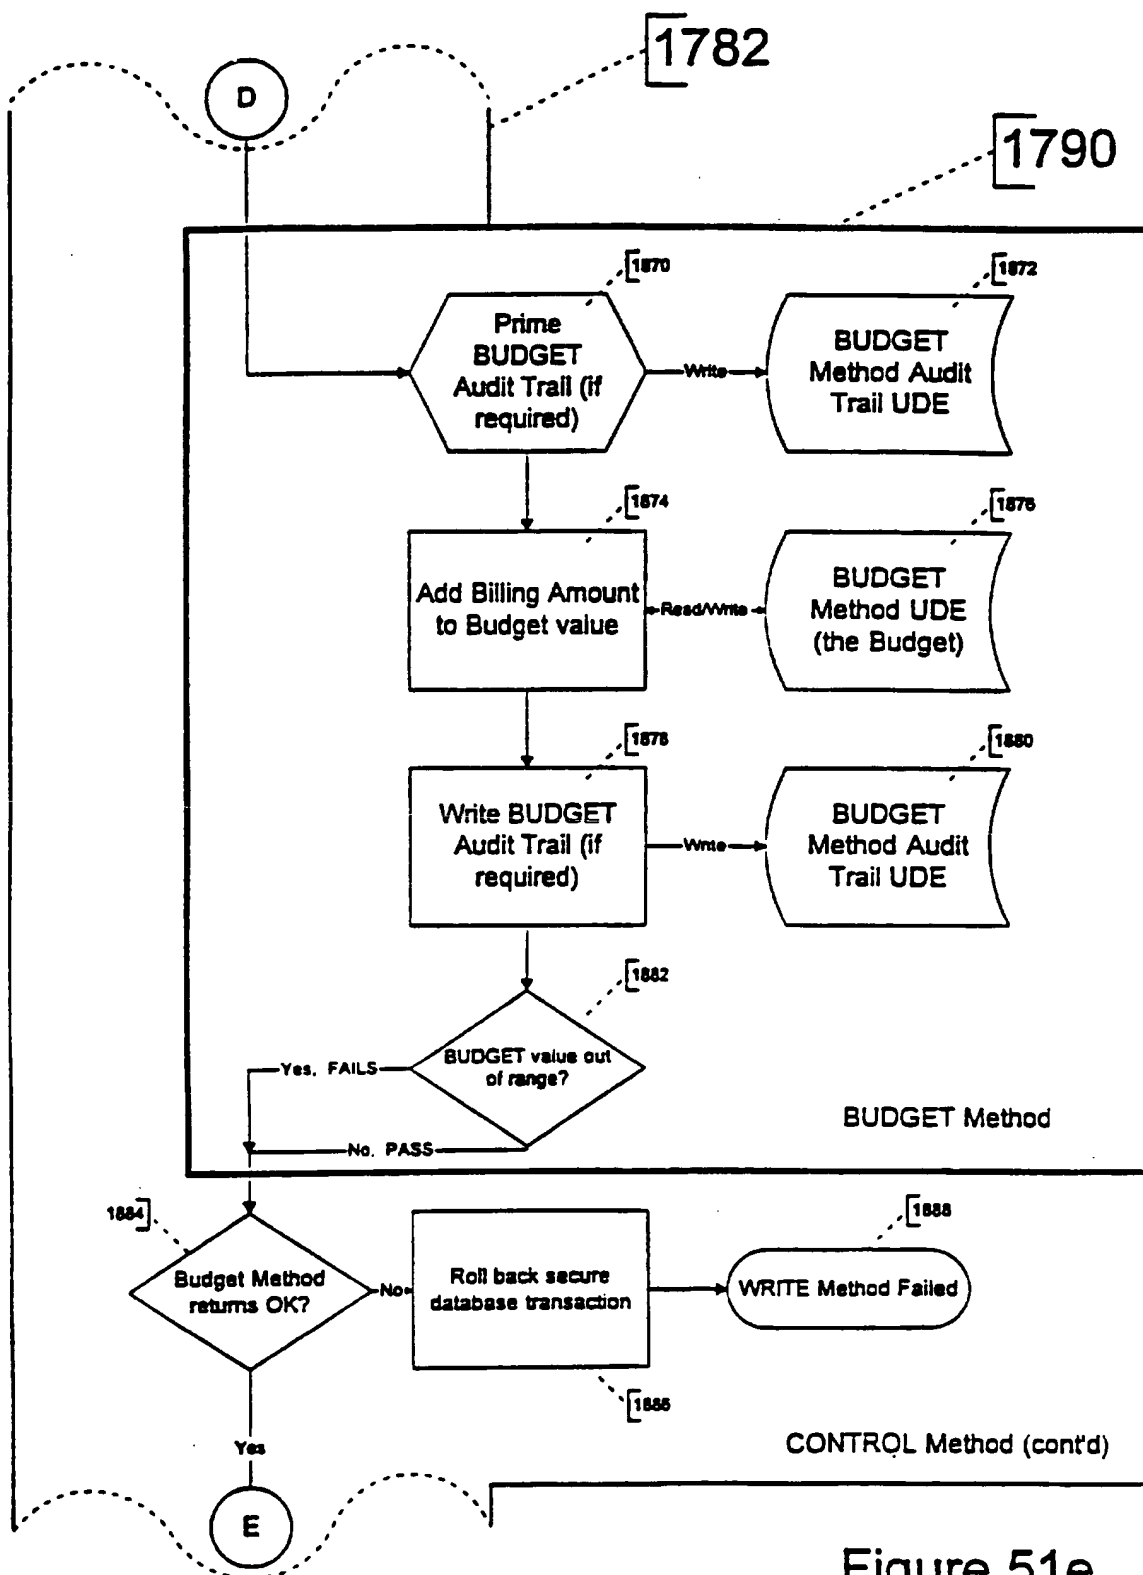 1782
D
1790
1870
1872
Prime
BUDGET
Audit Trail (if
required)
Write
BUDGET
Method Audit
Trail UDE
1874
1876
Add Billing Amount
to Budget value
Read/Write
BUDGET
Method UDE
(the Budget)
1878
1880
Write BUDGET
Audit Trail (if
required)
Write
BUDGET
Method Audit
Trail UDE
1882
BUDGET value out
of range?
Yes, FAILS
No, PASS
BUDGET Method
1884
1888
Budget Method
returns OK?
No
Roll back secure
database transaction
WRITE Method Failed
1886
Yes
CONTROL Method (cont'd)
E
Figure 51e